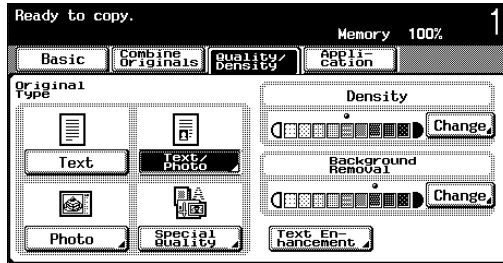 Ready to copy.
Memory 100%
1
Basic
Combine
Originals
Quality/
Density
Appli-
cation
Original
Type
Text
Text/
Photo
Photo
Special
Quality
Density
Change
Background
Removal
Change
Text En-
hancement